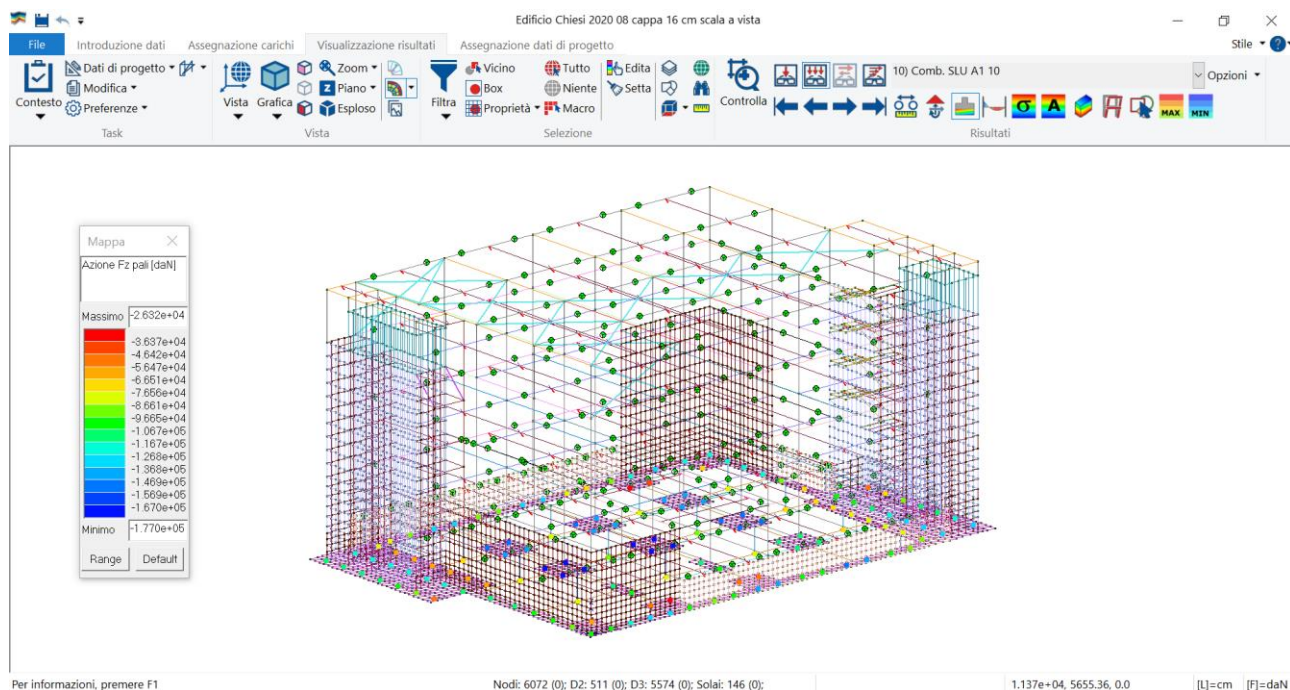 Edificio Chiesi 2020 08 cappa 16 cm scala a vista
File Introduzione dati Assegnazione carichi Visualizzazione risultati Assegnazione dati di progetto Stile
Contesto
Dati di progetto
Modifica
Preferenze
Task
Vista
Grafica
Zoom
Piano
Esploso
Vista
Filtra
Vicino
Box
Proprietà
Tutto
Niente
Macro
Edita
Setta
Selezione
Controlla
10) Comb. SLU A1 10
Opzioni
σ A MAX MIN
Risultati
Mappa
Azione Fz pali [daN]
Massimo -2.632e+04
-3.637e+04
-4.642e+04
-5.647e+04
-6.651e+04
-7.656e+04
-8.661e+04
-9.665e+04
-1.067e+05
-1.167e+05
-1.268e+05
-1.368e+05
-1.469e+05
-1.569e+05
-1.670e+05
Minimo -1.770e+05
Range Default
Per informazioni, premere F1 Nodi: 6072 (0); D2: 511 (0); D3: 5574 (0); Solai: 146 (0); 1.137e+04, 5655.36, 0.0 [L]=cm [F]=daN